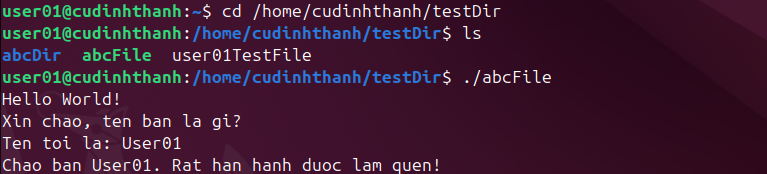 user01@cudinhthanh:~$ cd /home/cudinhthanh/testDir
user01@cudinhthanh:/home/cudinhthanh/testDir$ ls
abcDir  abcFile  user01TestFile
user01@cudinhthanh:/home/cudinhthanh/testDir$ ./abcFile
Hello World!
Xin chao, ten ban la gi?
Ten toi la: User01
Chao ban User01. Rat han hanh duoc lam quen!